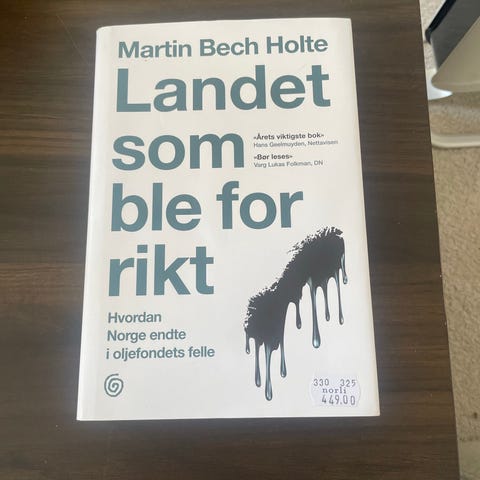 Martin Bech Holte
Landet
som
«Årets viktigste bok»
Hans Geelmuyden, Nettavisen
«Bør leses»
Varg Lukas Folkman, DN
ble for
rikt
Hvordan
Norge endte
i oljefondets felle
330 325
norli
449.00